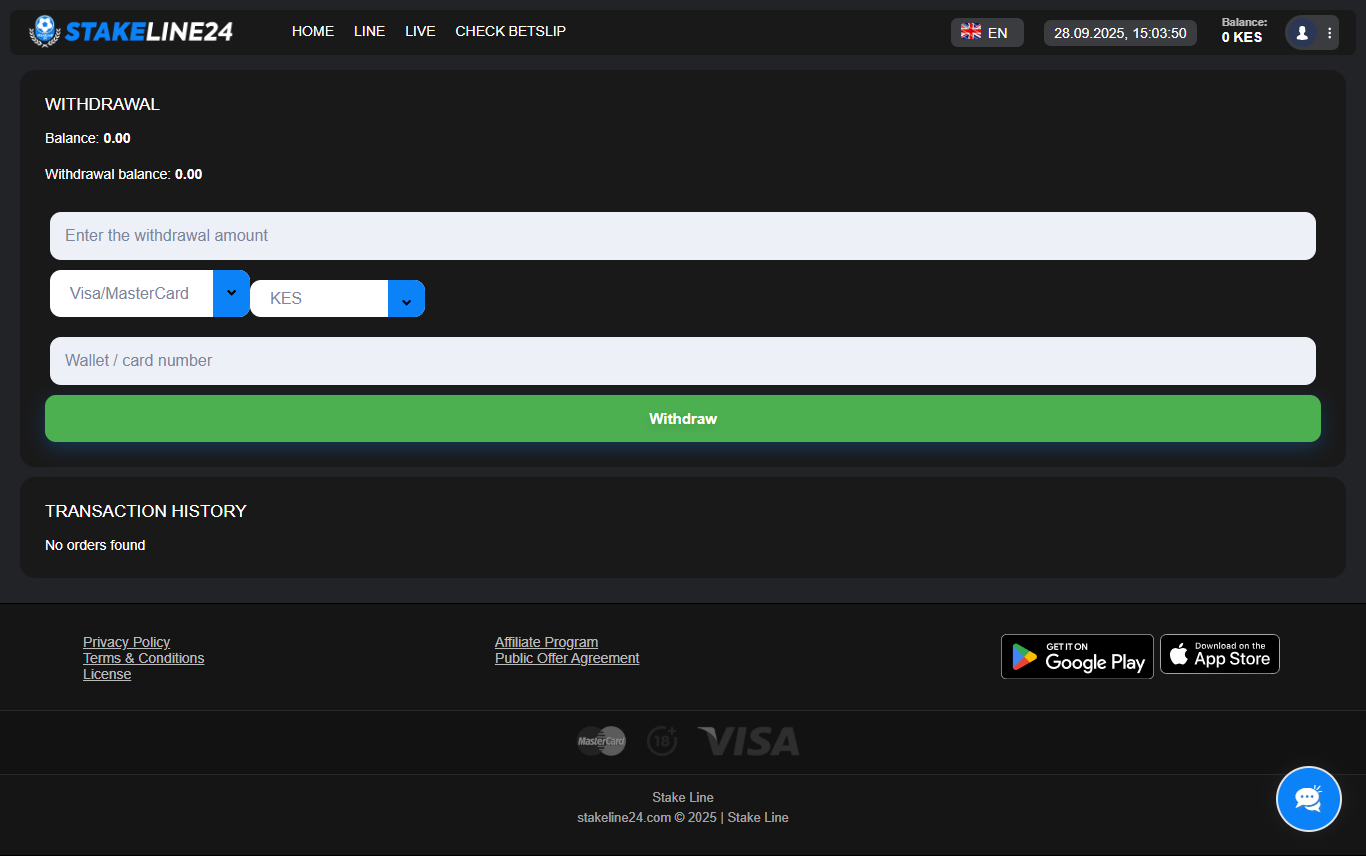 STAKELINE24
HOME LINE LIVE CHECK BETSLIP
EN
28.09.2025, 15:03:50
Balance:
0 KES
WITHDRAWAL
Balance: 0.00
Withdrawal balance: 0.00
Enter the withdrawal amount
Visa/MasterCard
KES
Wallet / card number
Withdraw
TRANSACTION HISTORY
No orders found
Privacy Policy
Terms & Conditions
License
Affiliate Program
Public Offer Agreement
GET IT ON
Google Play
Download on the
App Store
MasterCard 18+ VISA
Stake Line
stakeline24.com © 2025 | Stake Line